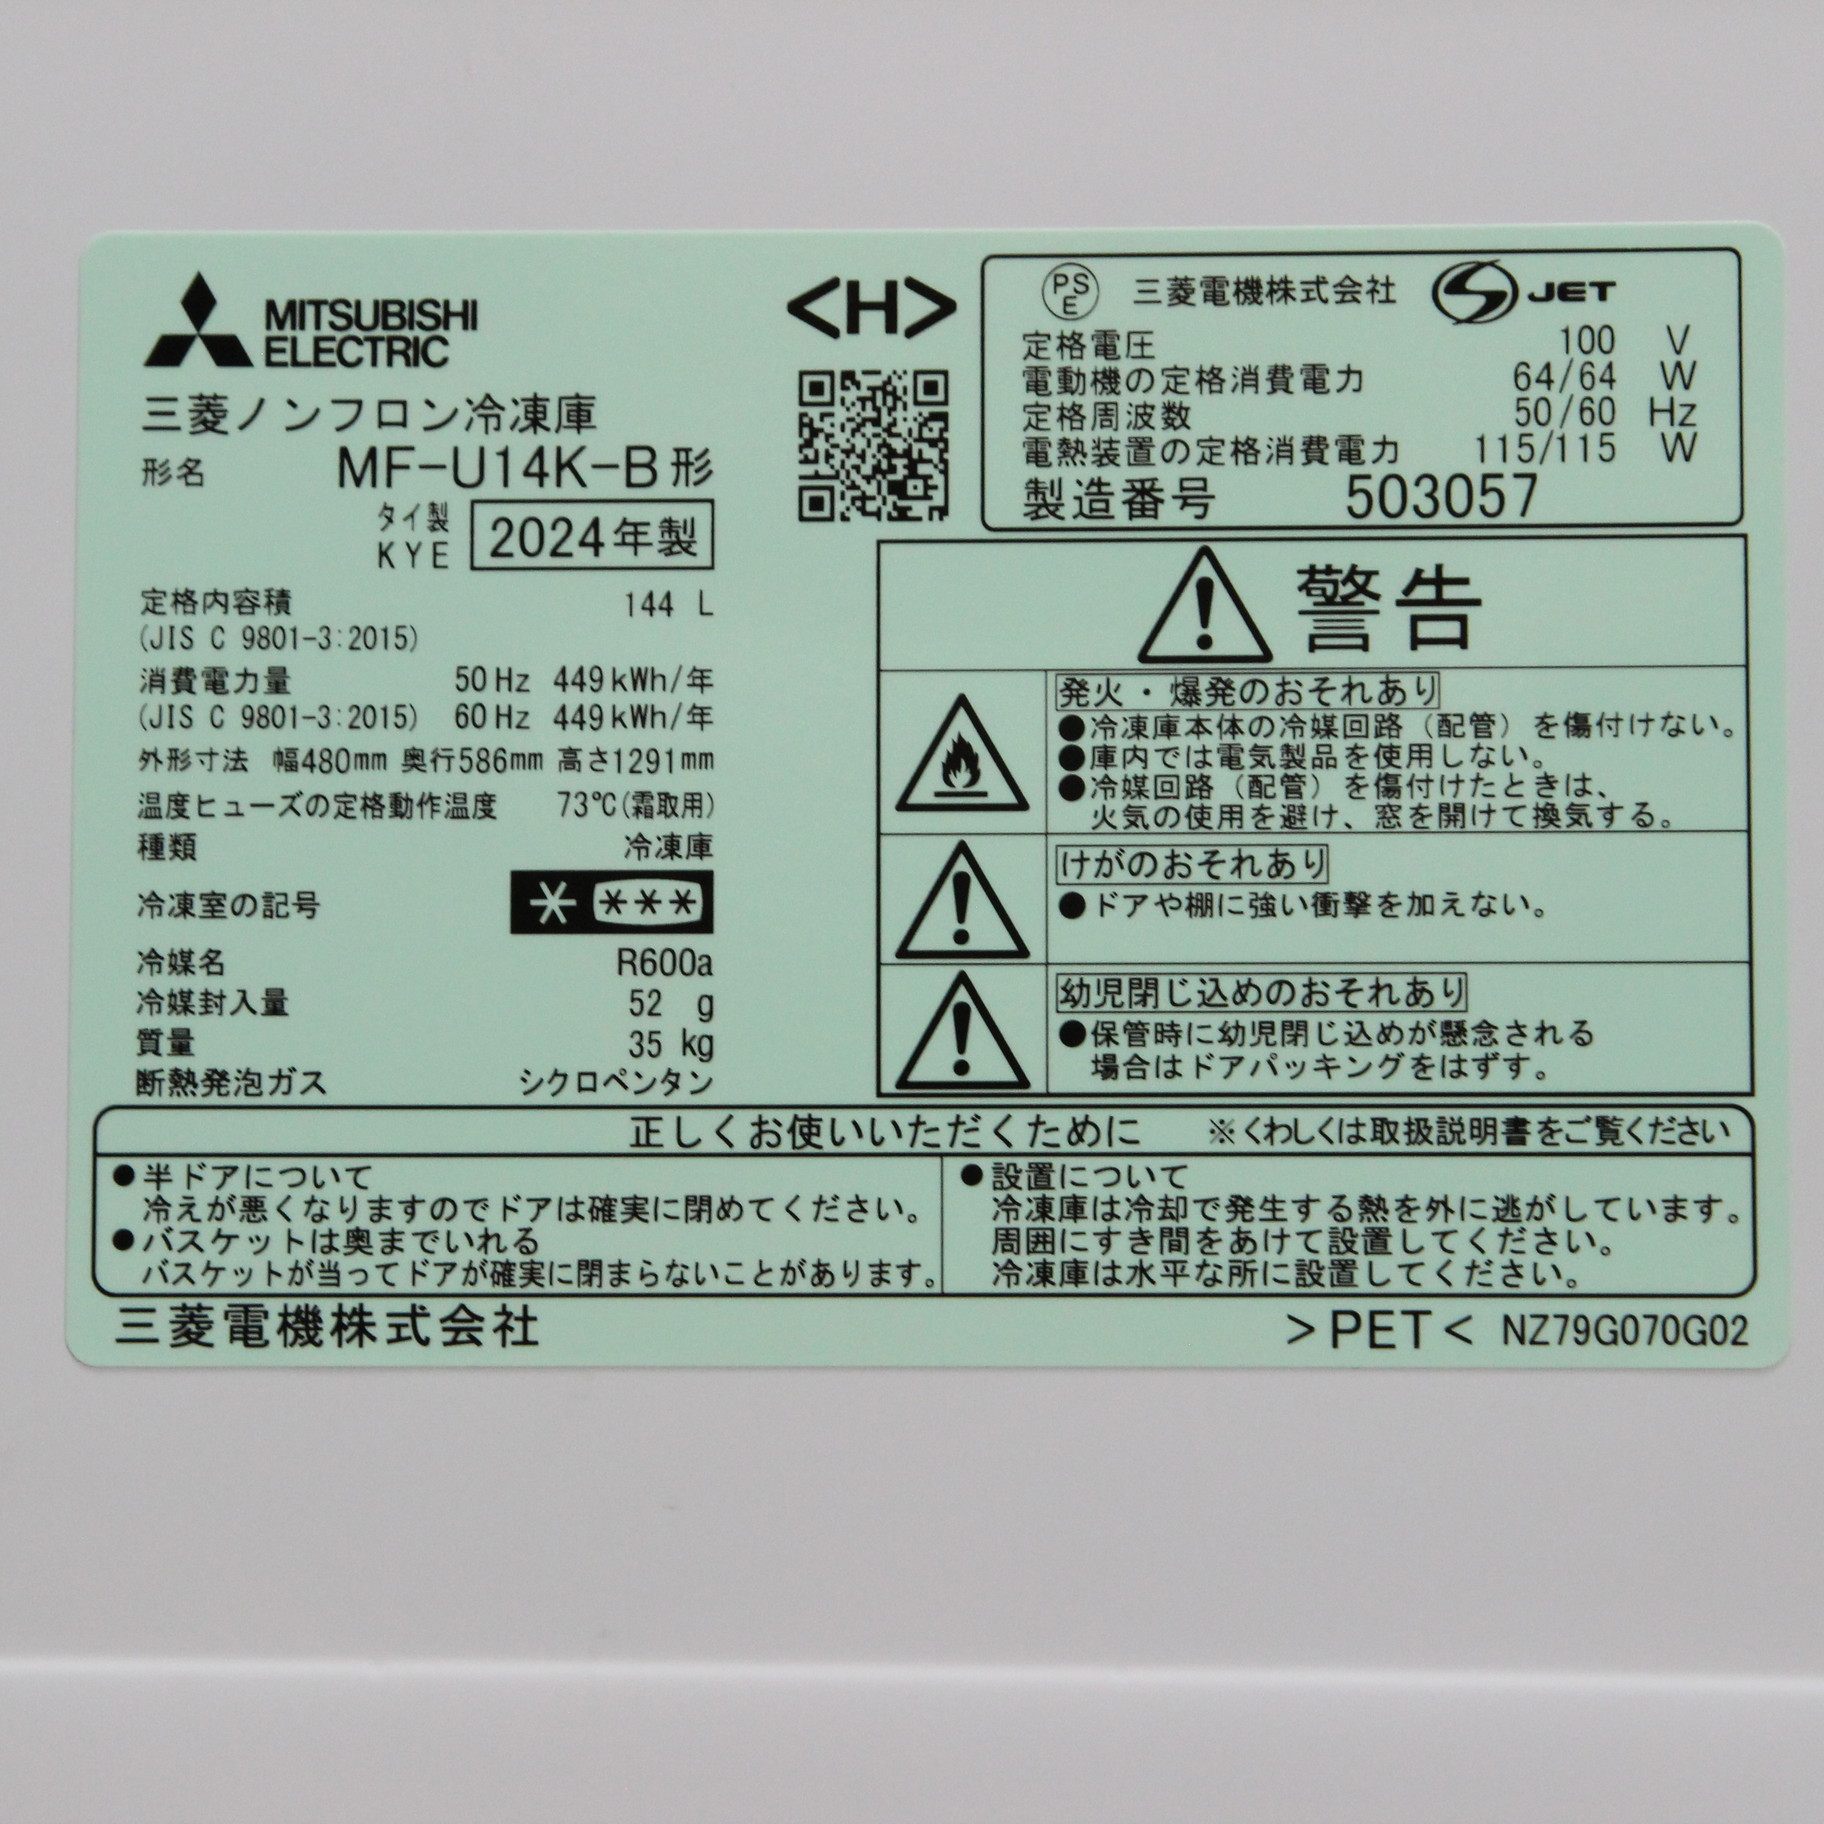 MITSUBISHI
ELECTRIC
三菱ノンフロン冷凍庫
形名 MF-U14K-B形
タイ製
KYE
2024年製
定格内容積 144 L
(JIS C 9801-3:2015)
消費電力量 50Hz 449kWh/年
(JIS C 9801-3:2015) 60Hz 449kWh/年
外形寸法 幅480mm 奥行586mm 高さ1291mm
温度ヒューズの定格動作温度 73℃(霜取用)
種類 冷凍庫
冷凍室の記号 * ***
冷媒名 R600a
冷媒封入量 52 g
質量 35 kg
断熱発泡ガス シクロペンタン
<H>
PS
E
三菱電機株式会社 JET
定格電圧 100 V
電動機の定格消費電力 64/64 W
定格周波数 50/60 Hz
電熱装置の定格消費電力 115/115 W
製造番号 503057
警告
発火・爆発のおそれあり
●冷凍庫本体の冷媒回路（配管）を傷付けない。
●庫内では電気製品を使用しない。
●冷媒回路（配管）を傷付けたときは、
火気の使用を避け、窓を開けて換気する。
けがのおそれあり
●ドアや棚に強い衝撃を加えない。
幼児閉じ込めのおそれあり
●保管時に幼児閉じ込めが懸念される
場合はドアパッキングをはずす。
正しくお使いいただくために ※くわしくは取扱説明書をご覧ください
●半ドアについて
冷えが悪くなりますのでドアは確実に閉めてください。
●バスケットは奥までいれる
バスケットが当ってドアが確実に閉まらないことがあります。
●設置について
冷凍庫は冷却で発生する熱を外に逃がしています。
周囲にすき間をあけて設置してください。
冷凍庫は水平な所に設置してください。
三菱電機株式会社
>PET< NZ79G070G02